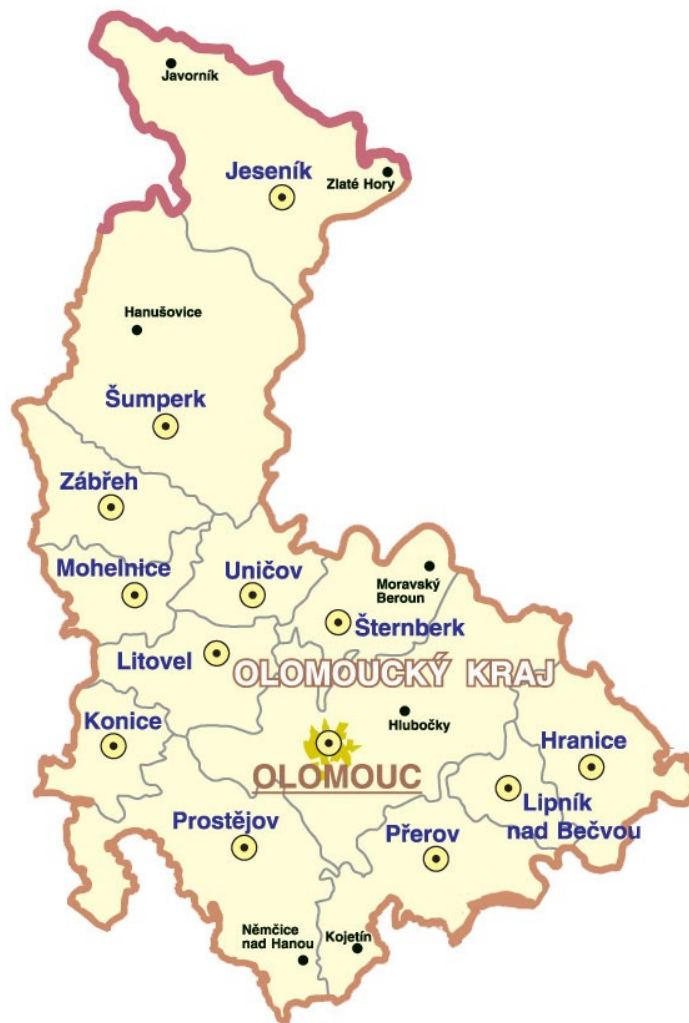 Javorník
Jeseník
Zlaté Hory
Hanušovice
Šumperk
Zábřeh
Mohelnice
Uničov
Moravský
Beroun
Šternberk
Litovel
OLOMOUCKÝ KRAJ
Konice
Hlubočky
Hranice
OLOMOUC
Lipník
nad Bečvou
Prostějov
Přerov
Němčice
nad Hanou
Kojetín